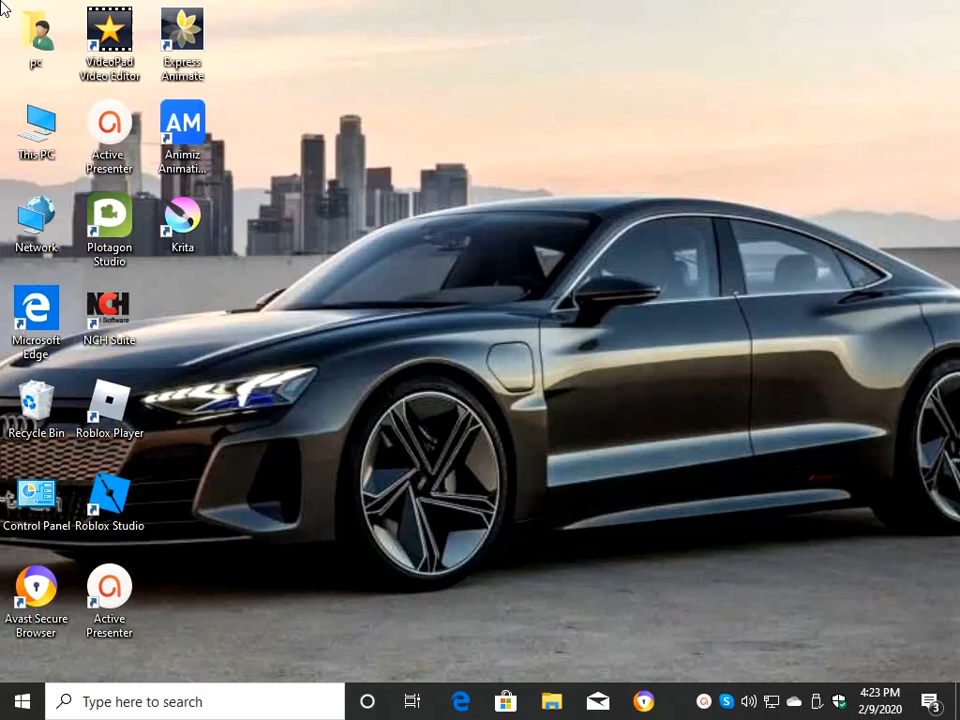 pc
VideoPad
Video Editor
Express
Animate
This PC
Active
Presenter
AM
Animiz
Animati...
Network
Plotagon
Studio
Krita
Microsoft
Edge
NCH
Software
NCH Suite
Recycle Bin
Roblox Player
Control Panel
Roblox Studio
Avast Secure
Browser
Active
Presenter
Type here to search
4:23 PM
2/9/2020
3